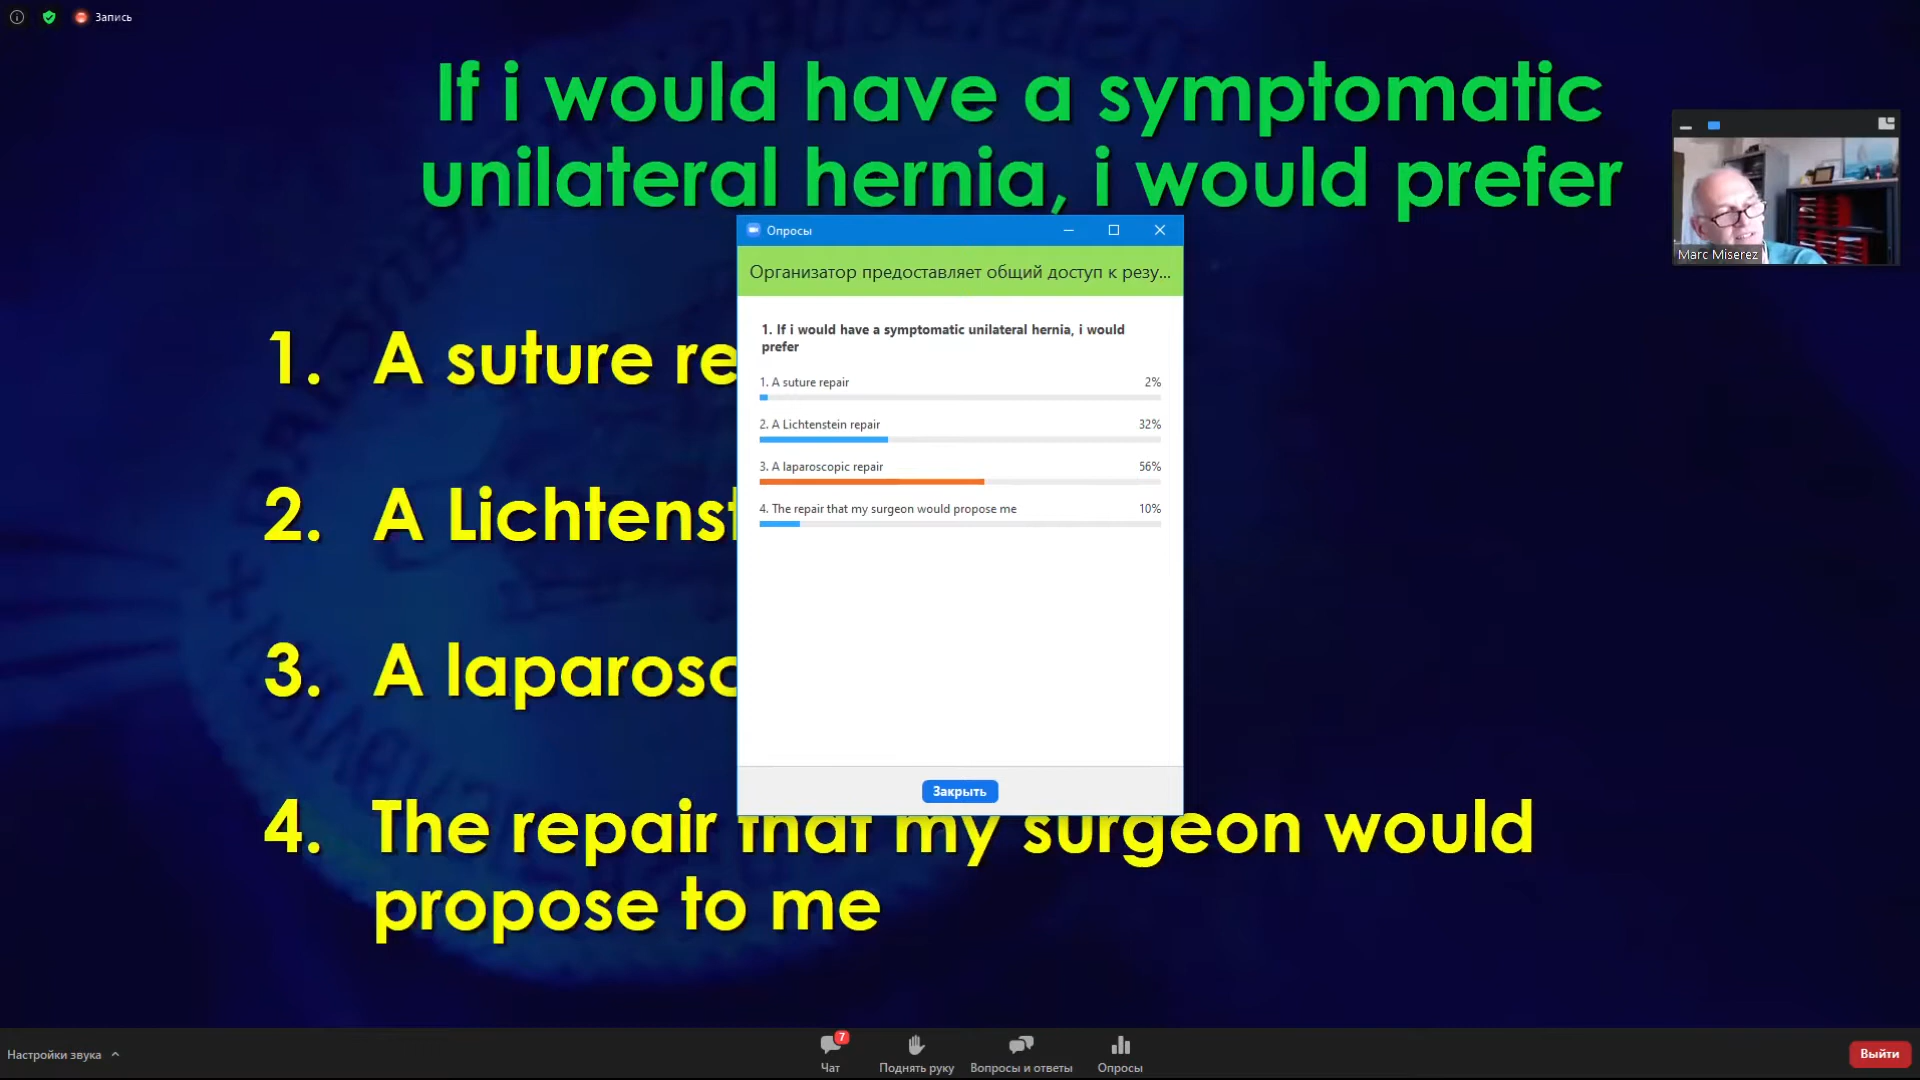 Запись
If i would have a symptomatic
unilateral hernia, i would prefer
Marc Miserez
Опросы
Организатор предоставляет общий доступ к резу...
1. If i would have a symptomatic unilateral hernia, i would
prefer
1. A suture repair 2%
2. A Lichtenstein repair 32%
3. A laparoscopic repair 56%
4. The repair that my surgeon would propose me 10%
Закрыть
1. A suture re
2. A Lichtenst
3. A laparosc
4. The repair that my surgeon would
propose to me
Настройки звука
7
Чат
Поднять руку
Вопросы и ответы
Опросы
Выйти